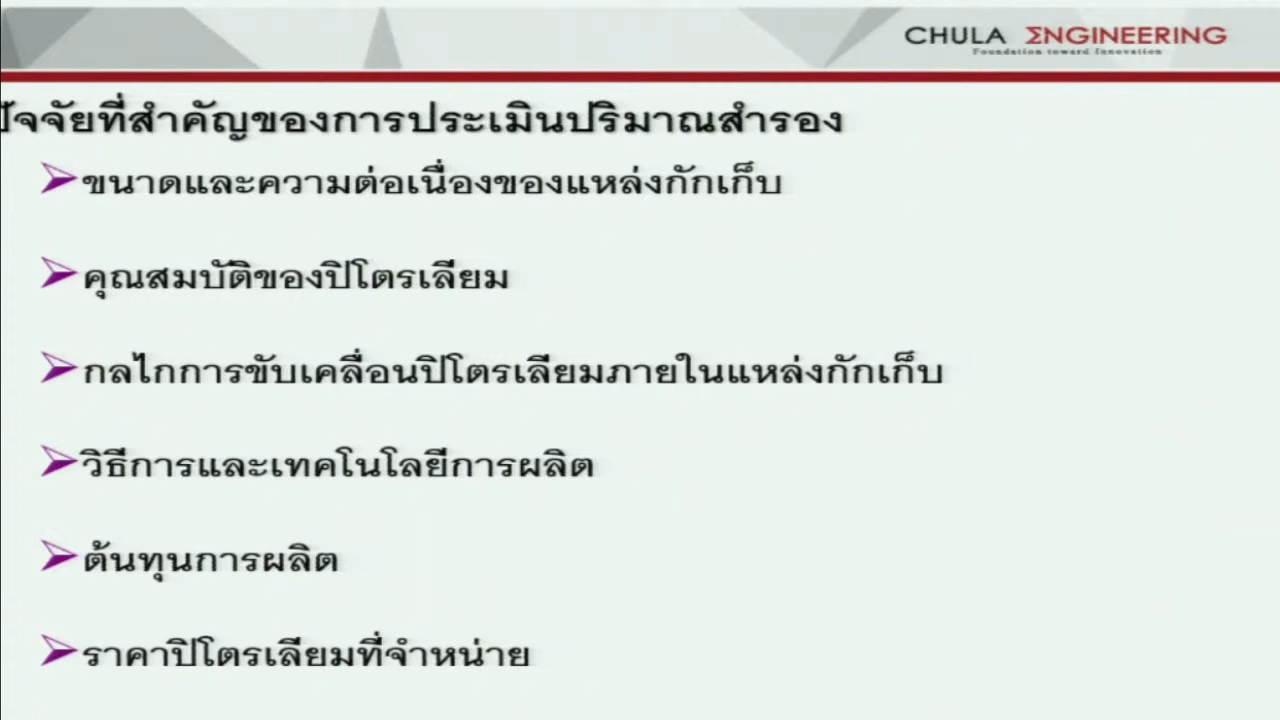 CHULA ΣNGINEERING
Foundation toward Innovation
ปัจจัยที่สำคัญของการประเมินปริมาณสำรอง
ขนาดและความต่อเนื่องของแหล่งกักเก็บ
คุณสมบัติของปิโตรเลียม
กลไกการขับเคลื่อนปิโตรเลียมภายในแหล่งกักเก็บ
วิธีการและเทคโนโลยีการผลิต
ต้นทุนการผลิต
ราคาปิโตรเลียมที่จำหน่าย